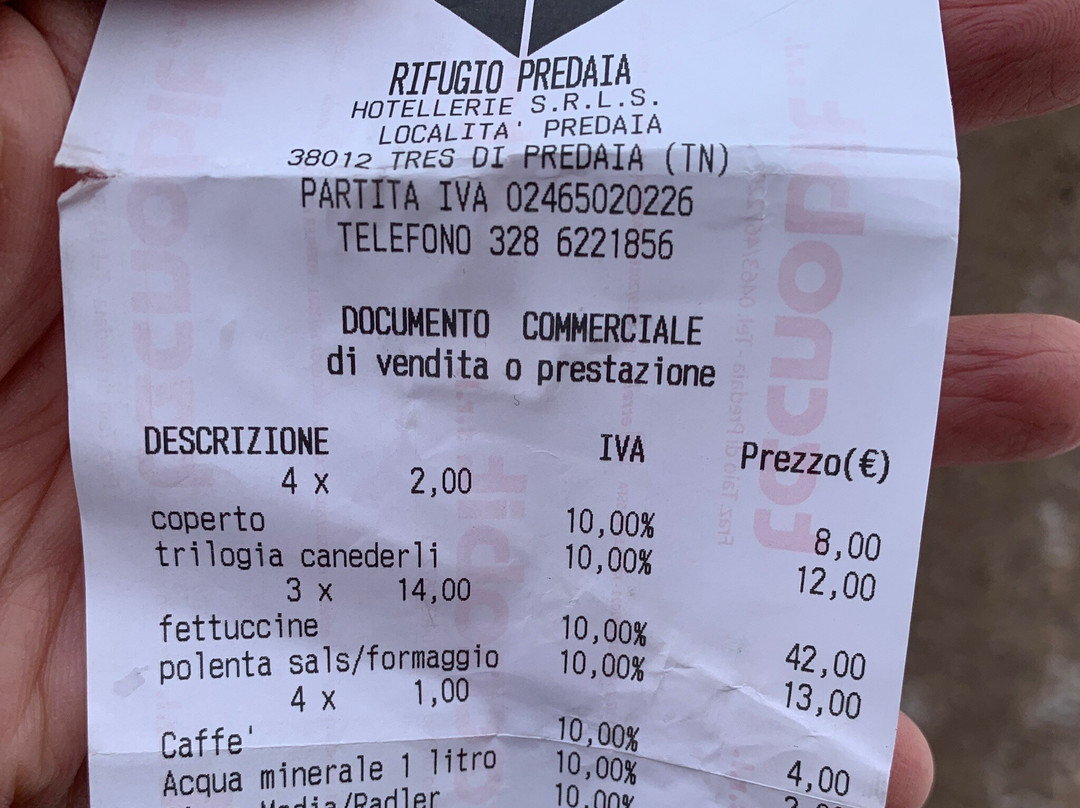 RIFUGIO PREDAIA
HOTELLERIE S.R.L.S.
LOCALITA' PREDAIA
38012 TRES DI PREDAIA (TN)
PARTITA IVA 02465020226
TELEFONO 328 6221856
DOCUMENTO COMMERCIALE
di vendita o prestazione
DESCRIZIONE IVA Prezzo(€)
4 x 2,00
coperto 10,00% 8,00
trilogia canederli 10,00% 12,00
3 x 14,00
fettuccine 10,00% 42,00
polenta sals/formaggio 10,00% 13,00
4 x 1,00
Caffe' 10,00% 4,00
Acqua minerale 1 litro 10,00%
Media/Radler 10,00%